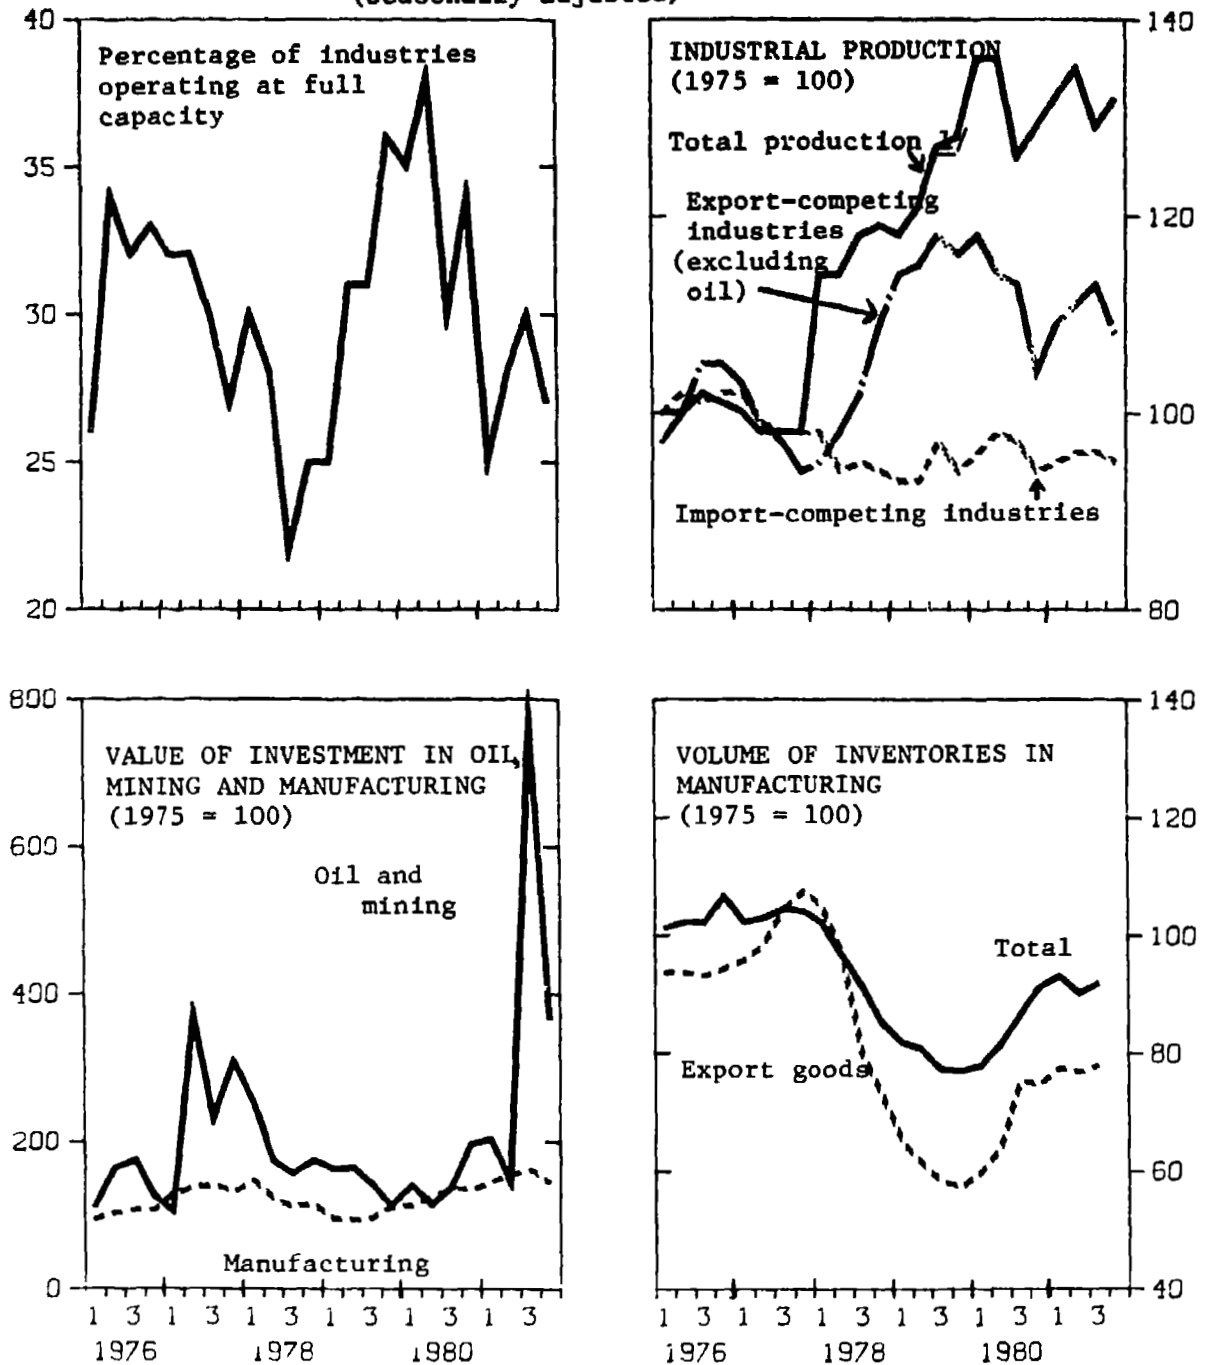 (seasonally adjusted)
40
35
30
25
20
Percentage of industries
operating at full
capacity
INDUSTRIAL PRODUCTION
(1975 = 100)
Total production 1/
Export-competing
industries
(excluding
oil)
Import-competing industries
140
120
100
80
800
600
400
200
0
VALUE OF INVESTMENT IN OIL,
MINING AND MANUFACTURING
(1975 = 100)
Oil and
mining
Manufacturing
1 3 1 3 1 3 1 3 1 3 1 3
1976 1978 1980
VOLUME OF INVENTORIES IN
MANUFACTURING
(1975 = 100)
Total
Export goods
140
120
100
80
60
40
1 3 1 3 1 3 1 3 1 3 1 3
1976 1978 1980